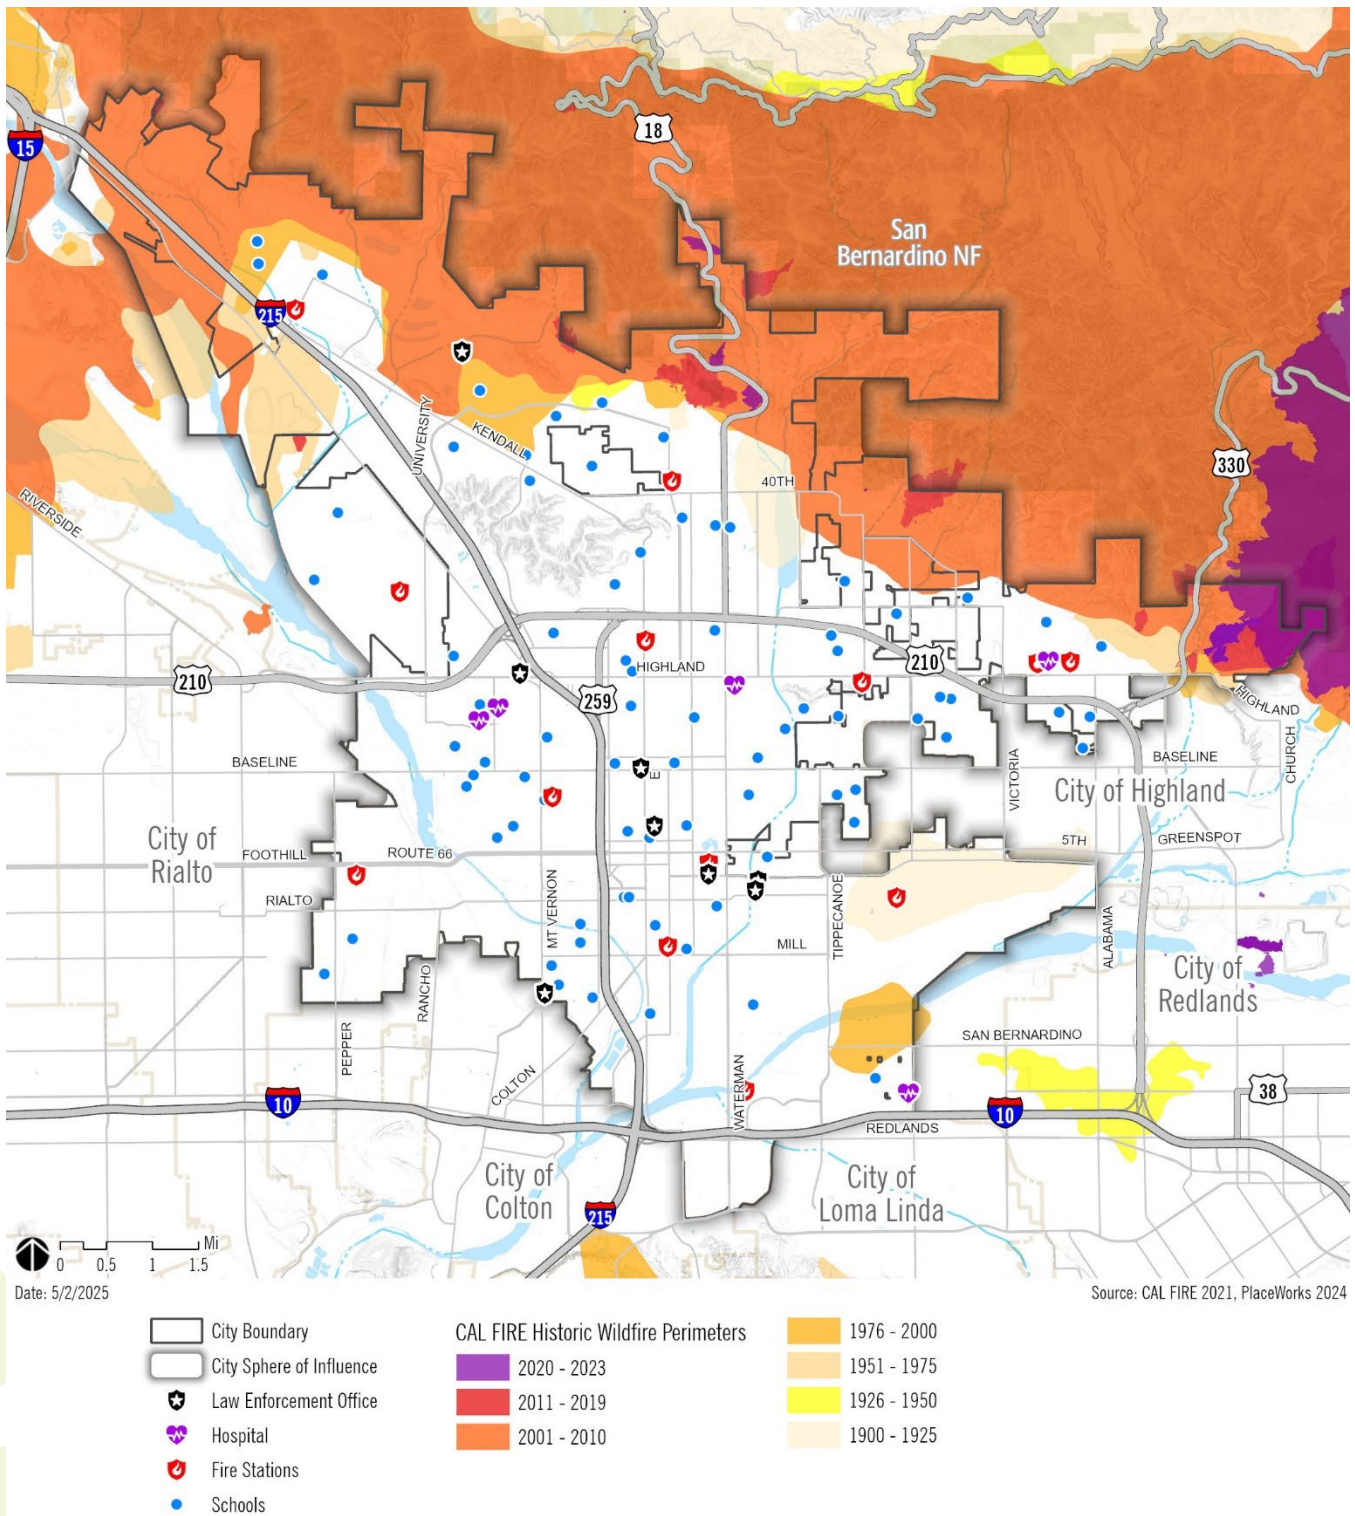 18
15
San
Bernardino NF
215
UNIVERSITY
KENDALL
330
40TH
RIVERSIDE
210
HIGHLAND
259
210
HIGHLAND
BASELINE
E
VICTORIA
BASELINE
CHURCH
City of Highland
City of
Rialto
FOOTHILL
ROUTE 66
5TH
GREENSPOT
RIALTO
MT VERNON
TIPPECANOE
2
MILL
ALABAMA
City of
Redlands
RANCHO
PEPPER
SAN BERNARDINO
COLTON
WATERMAN
10
10
38
REDLANDS
City of
Colton
City of
Loma Linda
215
0 0.5 1 1.5 Mi
Date: 5/2/2025
Source: CAL FIRE 2021, PlaceWorks 2024
City Boundary
City Sphere of Influence
Law Enforcement Office
Hospital
Fire Stations
Schools
CAL FIRE Historic Wildfire Perimeters
2020 - 2023
2011 - 2019
2001 - 2010
1976 - 2000
1951 - 1975
1926 - 1950
1900 - 1925